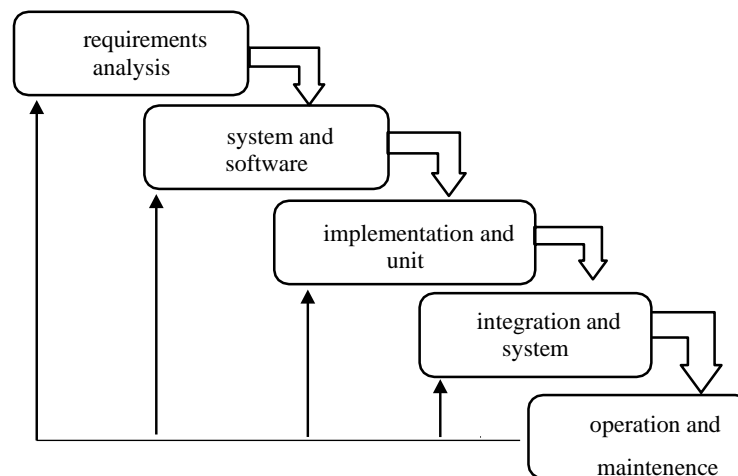 requirements
analysis
system and
software
implementation and
unit
integration and
system
operation and
maintenence